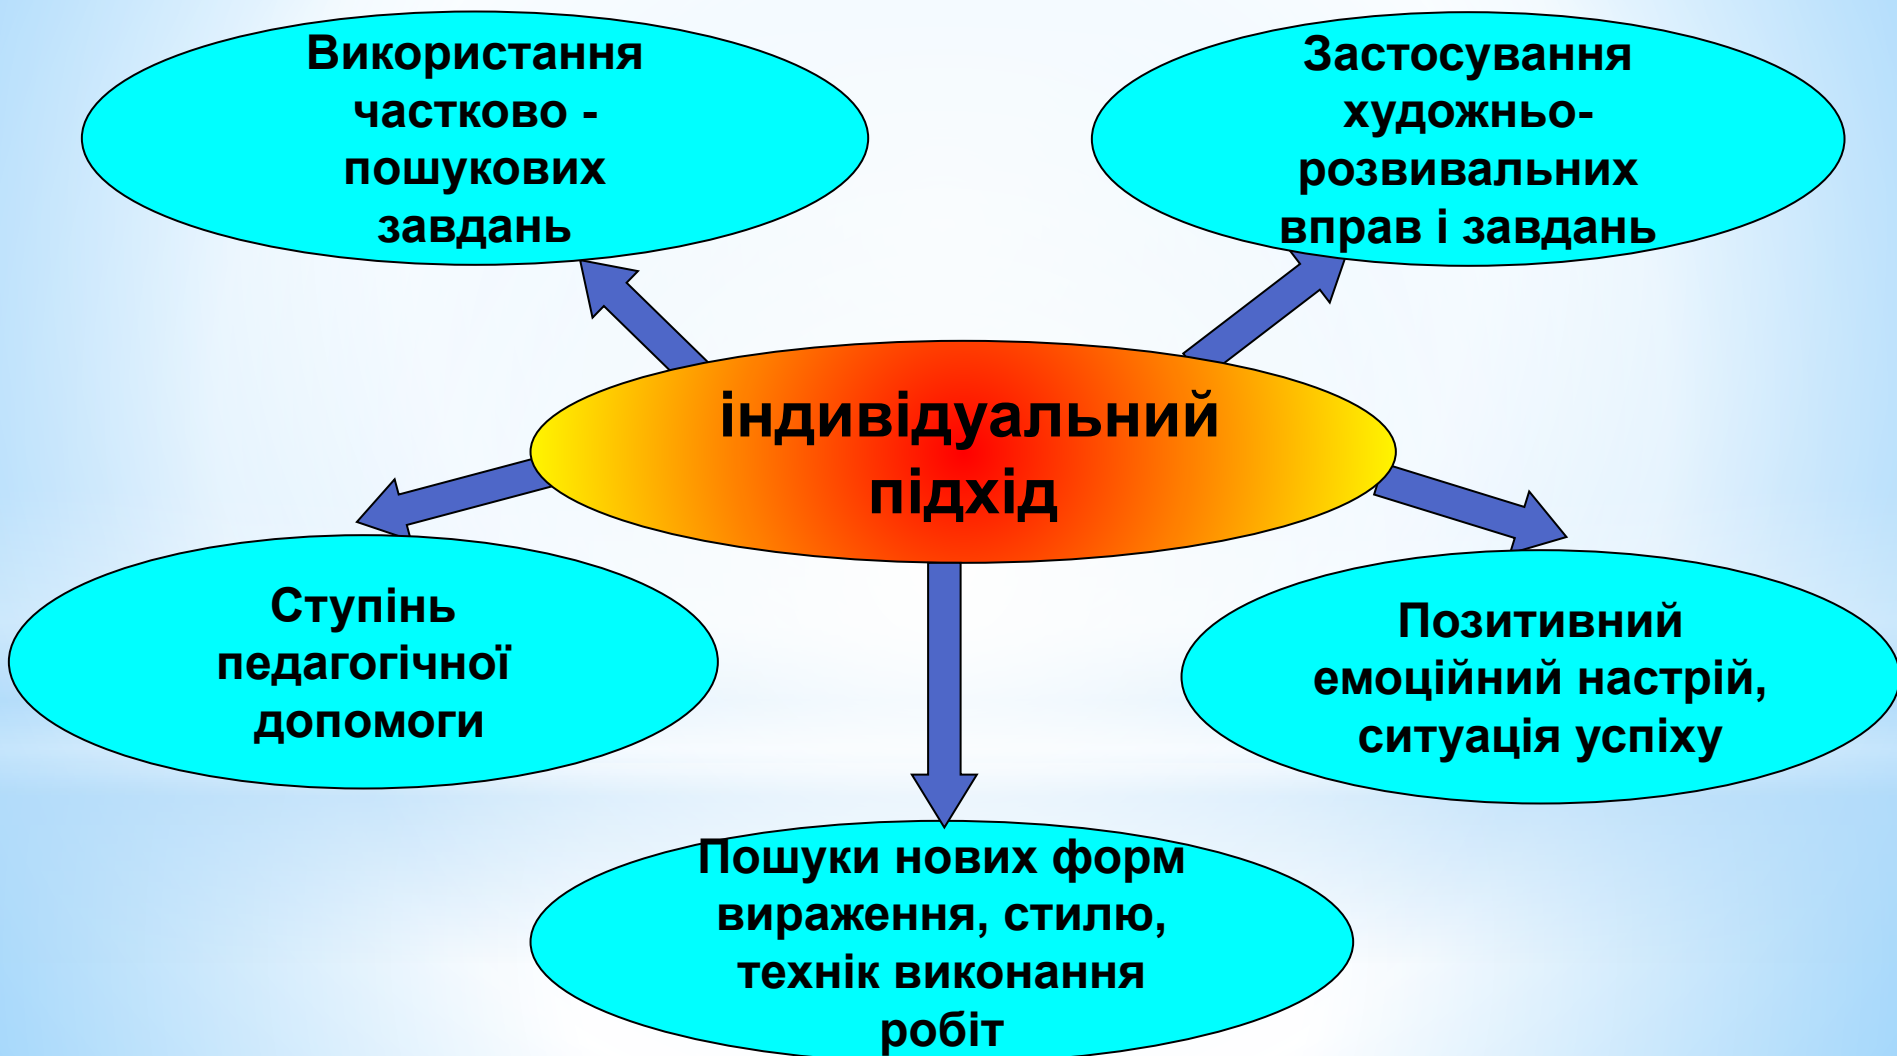 Використання
частково -
пошукових
завдань
Застосування
художньо-
розвивальних
вправ і завдань
індивідуальний
підхід
Ступінь
педагогічної
допомоги
Позитивний
емоційний настрій,
ситуація успіху
Пошуки нових форм
вираження, стилю,
технік виконання
робіт